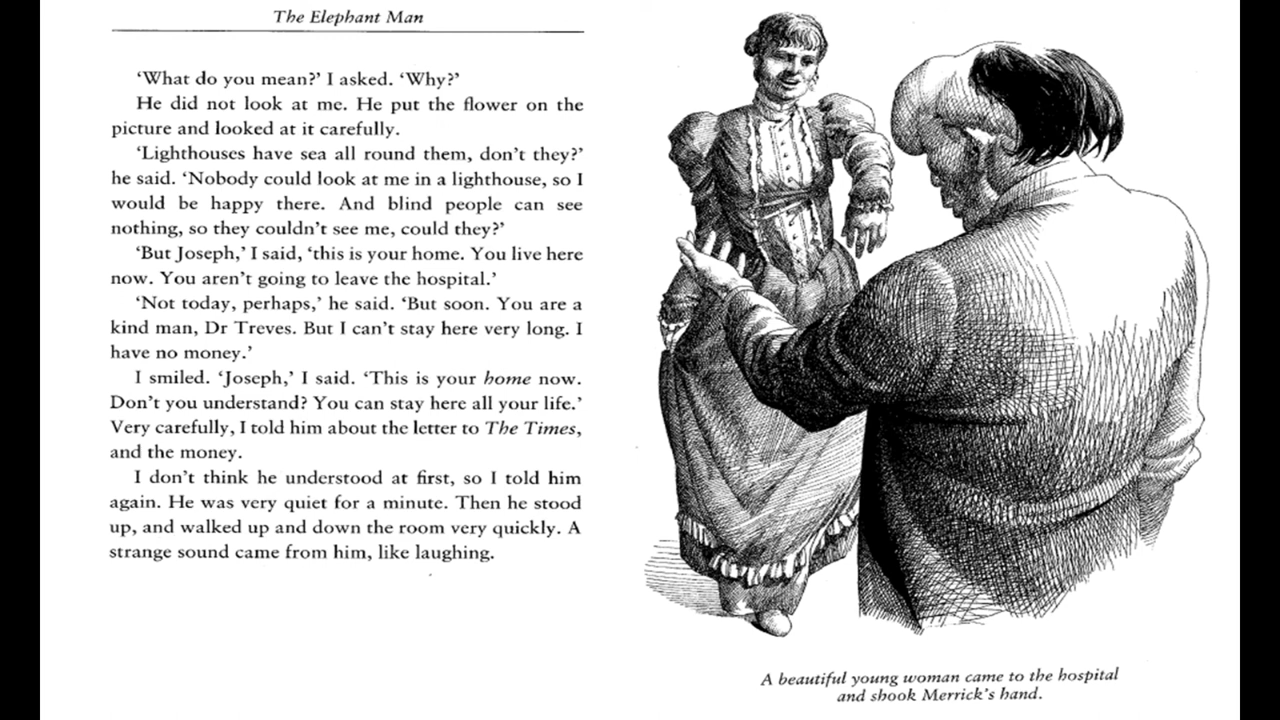 The Elephant Man
‘What do you mean?’ I asked. ‘Why?’
He did not look at me. He put the flower on the
picture and looked at it carefully.
‘Lighthouses have sea all round them, don’t they?’
he said. ‘Nobody could look at me in a lighthouse, so I
would be happy there. And blind people can see
nothing, so they couldn’t see me, could they?’
‘But Joseph,’ I said, ‘this is your home. You live here
now. You aren’t going to leave the hospital.’
‘Not today, perhaps,’ he said. ‘But soon. You are a
kind man, Dr Treves. But I can’t stay here very long. I
have no money.’
I smiled. ‘Joseph,’ I said. ‘This is your home now.
Don’t you understand? You can stay here all your life.’
Very carefully, I told him about the letter to The Times,
and the money.
I don’t think he understood at first, so I told him
again. He was very quiet for a minute. Then he stood
up, and walked up and down the room very quickly. A
strange sound came from him, like laughing.
A beautiful young woman came to the hospital
and shook Merrick’s hand.